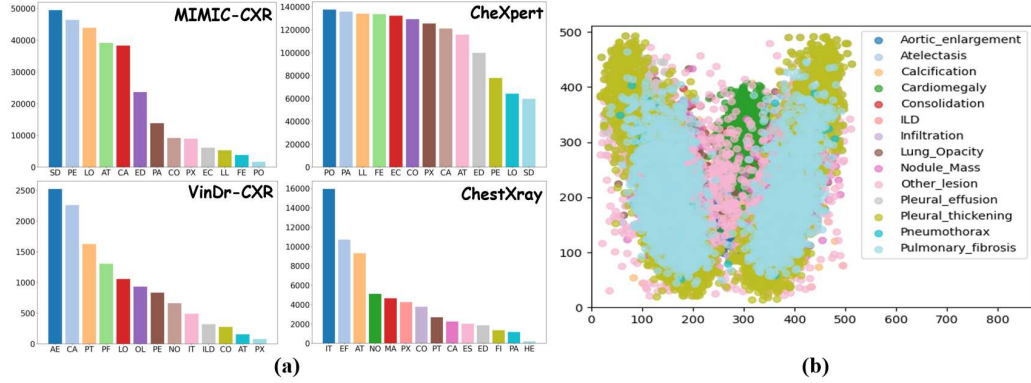 MIMIC-CXR
50000
40000
30000
20000
10000
0
SD PE LO AT CA ED PA CO PX EC LL FE PO
CheXpert
140000
120000
100000
80000
60000
40000
20000
0
PO PA LL FE EC CO PX CA AT ED PE LO SD
VinDr-CXR
2500
2000
1500
1000
500
0
AE CA PT PF LO OL PE NO IT ILD CO AT PX
ChestXray
16000
14000
12000
10000
8000
6000
4000
2000
0
IT EF AT NO MA PX CO PT CA ES ED FI PA HE
(a)
500
400
300
200
100
0
0 100 200 300 400 500 600 700 800
Aortic_enlargement
Atelectasis
Calcification
Cardiomegaly
Consolidation
ILD
Infiltration
Lung_Opacity
Nodule_Mass
Other_lesion
Pleural_effusion
Pleural_thickening
Pneumothorax
Pulmonary_fibrosis
(b)